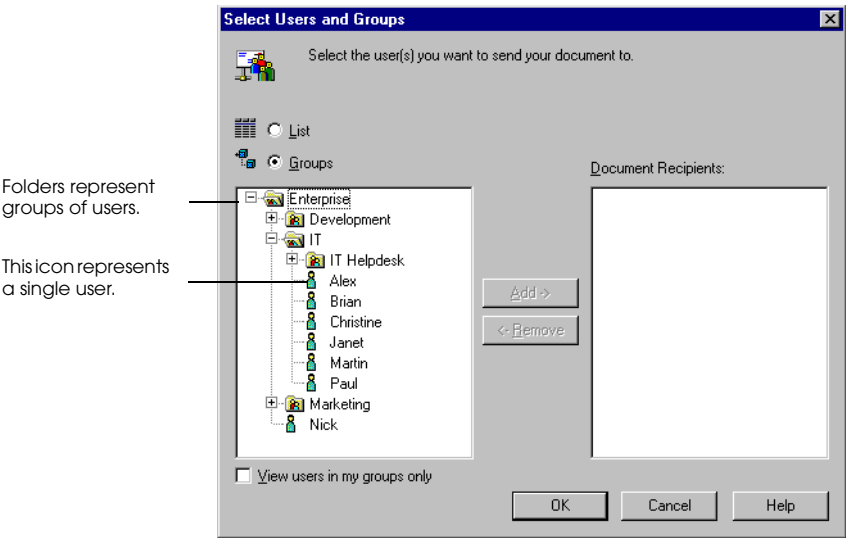 Select Users and Groups
Select the user(s) you want to send your document to.
List
Groups
Folders represent
groups of users.
This icon represents
a single user.
Enterprise
Development
IT
IT Helpdesk
Alex
Brian
Christine
Janet
Martin
Paul
Marketing
Nick
Document Recipients:
Add ->
<- Remove
View users in my groups only
OK
Cancel
Help